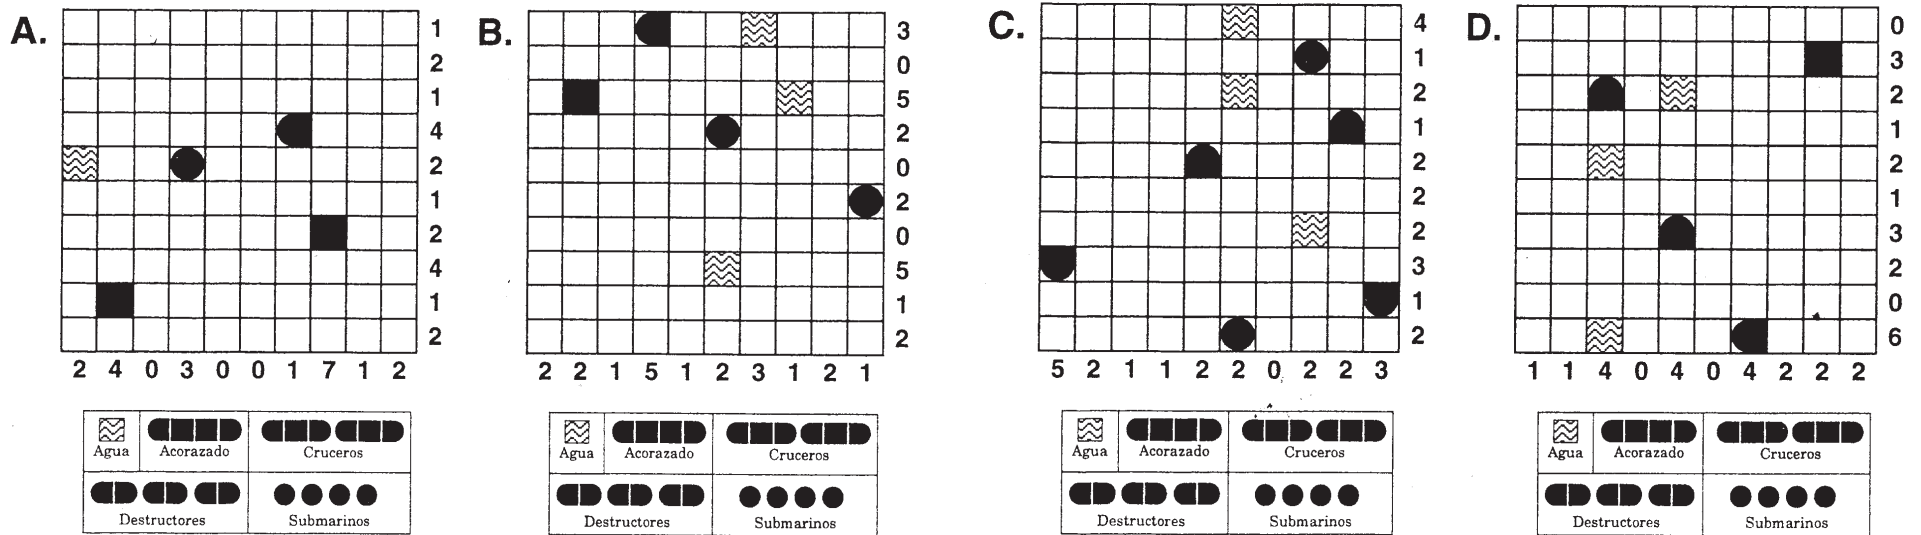 A.
1
2
1
4
2
1
2
4
1
2
2 4 0 3 0 0 1 7 1 2
Agua
Acorazado
Cruceros
Destructores
Submarinos
B.
3
0
5
2
0
2
0
5
1
2
2 2 1 5 1 2 3 1 2 1
Agua
Acorazado
Cruceros
Destructores
Submarinos
C.
4
1
2
1
2
2
2
3
1
2
5 2 1 1 2 2 0 2 2 3
Agua
Acorazado
Cruceros
Destructores
Submarinos
D.
0
3
2
1
2
1
3
2
0
6
1 1 4 0 4 0 4 2 2 2
Agua
Acorazado
Cruceros
Destructores
Submarinos